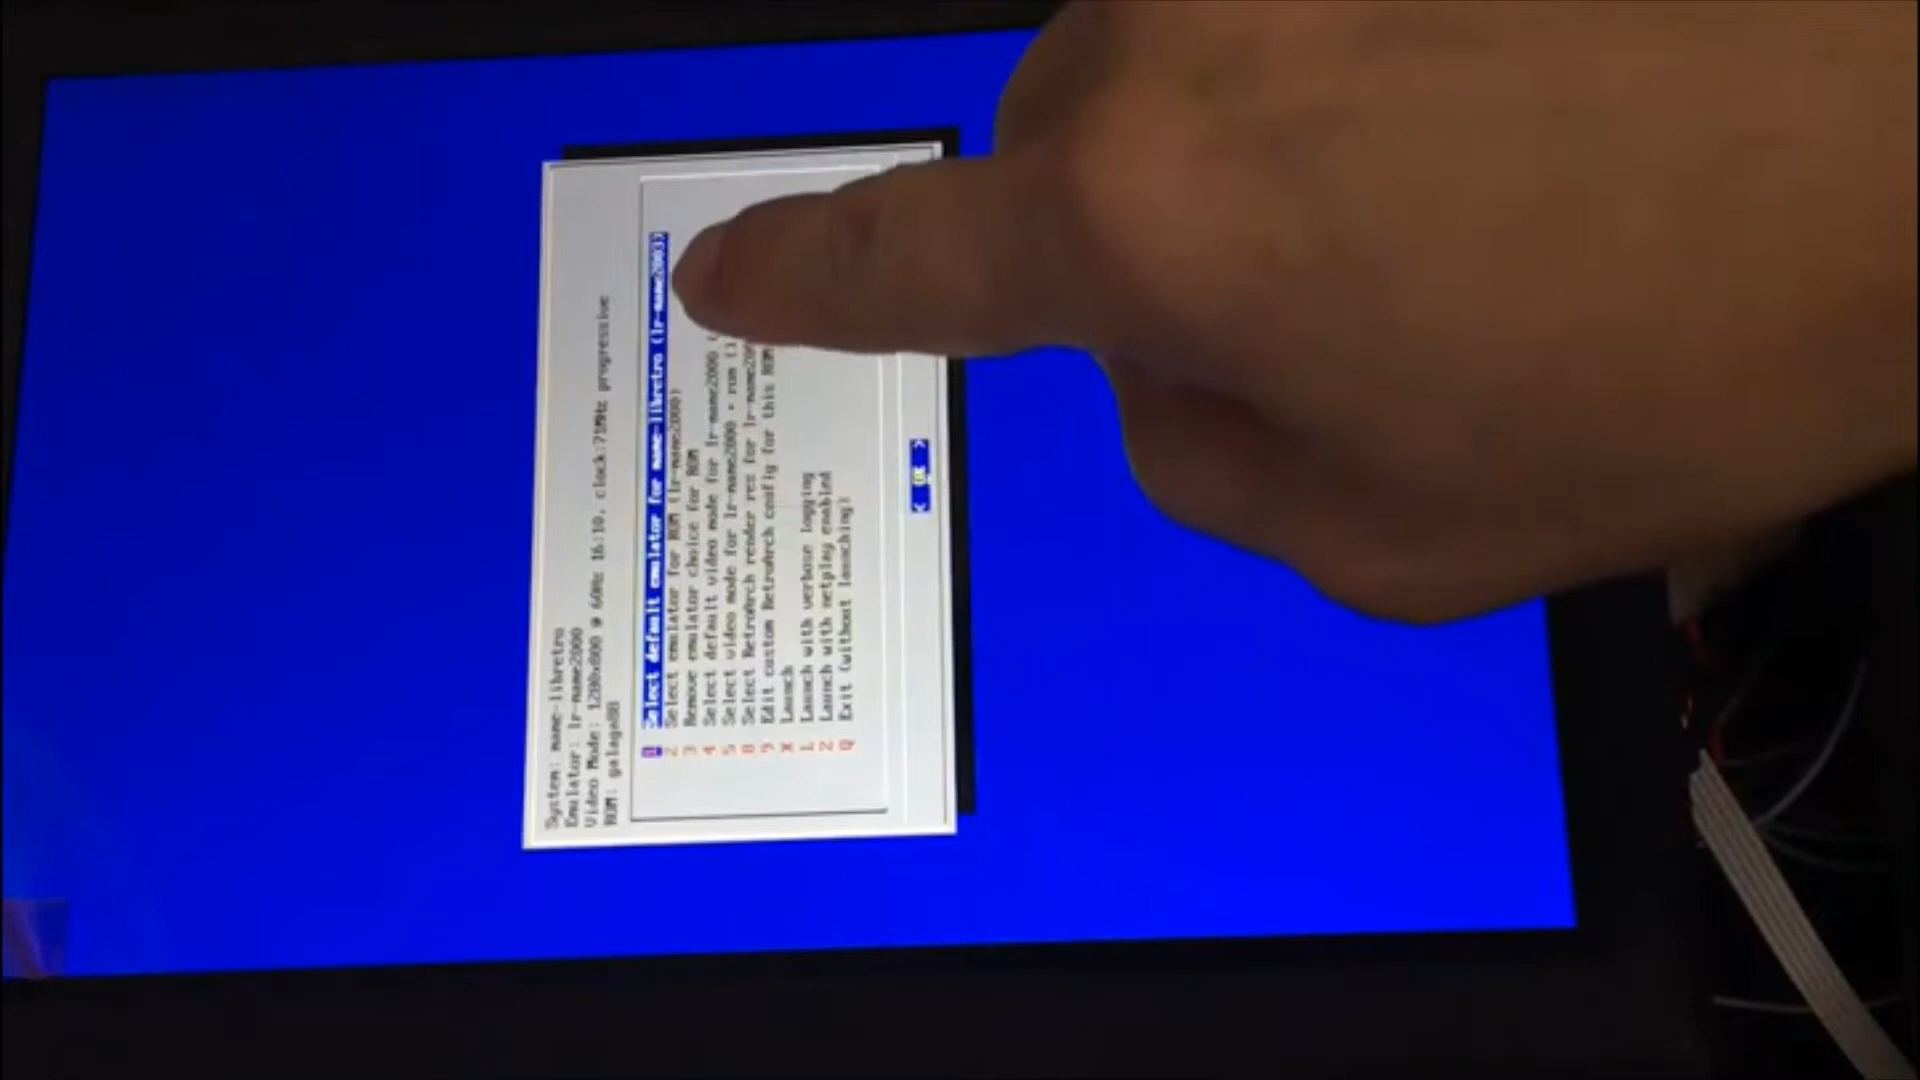 System: mame-libretro
Emulator: lr-mame2000
Video Mode: 1280x800 @ 60Hz 16:10, clock:71MHz progressive
ROM: galaga88
1 Select default emulator for mame-libretro (lr-mame2003)
2 Select emulator for ROM (lr-mame2000)
3 Remove emulator choice for ROM
4 Select default video mode for lr-mame2000 (
5 Select video mode for lr-mame2000 + rom ()
8 Select RetroArch render res for lr-mame200
9 Edit custom RetroArch config for this ROM
X Launch
L Launch with verbose logging
Z Launch with netplay enabled
Q Exit (without launching)
< OK >